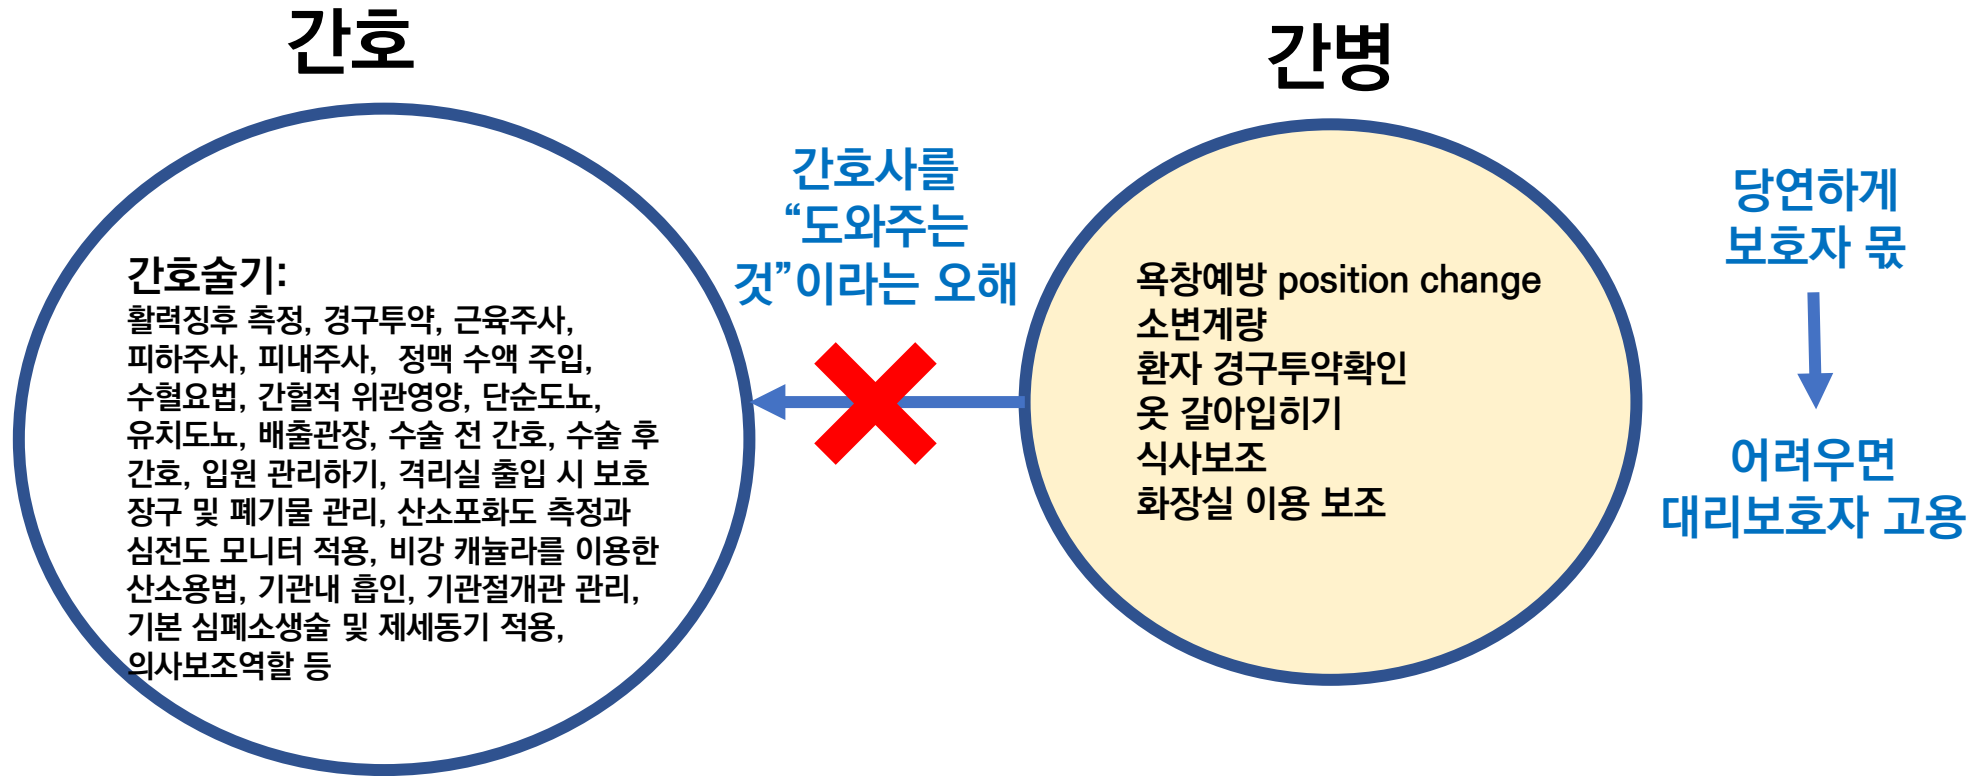 간호
간호술기:
활력징후 측정, 경구투약, 근육주사,
피하주사, 피내주사, 정맥 수액 주입,
수혈요법, 간헐적 위관영양, 단순도뇨,
유치도뇨, 배출관장, 수술 전 간호, 수술 후
간호, 입원 관리하기, 격리실 출입 시 보호
장구 및 폐기물 관리, 산소포화도 측정과
심전도 모니터 적용, 비강 캐뉼라를 이용한
산소용법, 기관내 흡인, 기관절개관 관리,
기본 심폐소생술 및 제세동기 적용,
의사보조역할 등
간호사를
“도와주는
것”이라는 오해
간병
욕창예방 position change
소변계량
환자 경구투약확인
옷 갈아입히기
식사보조
화장실 이용 보조
당연하게
보호자 몫
어려우면
대리보호자 고용